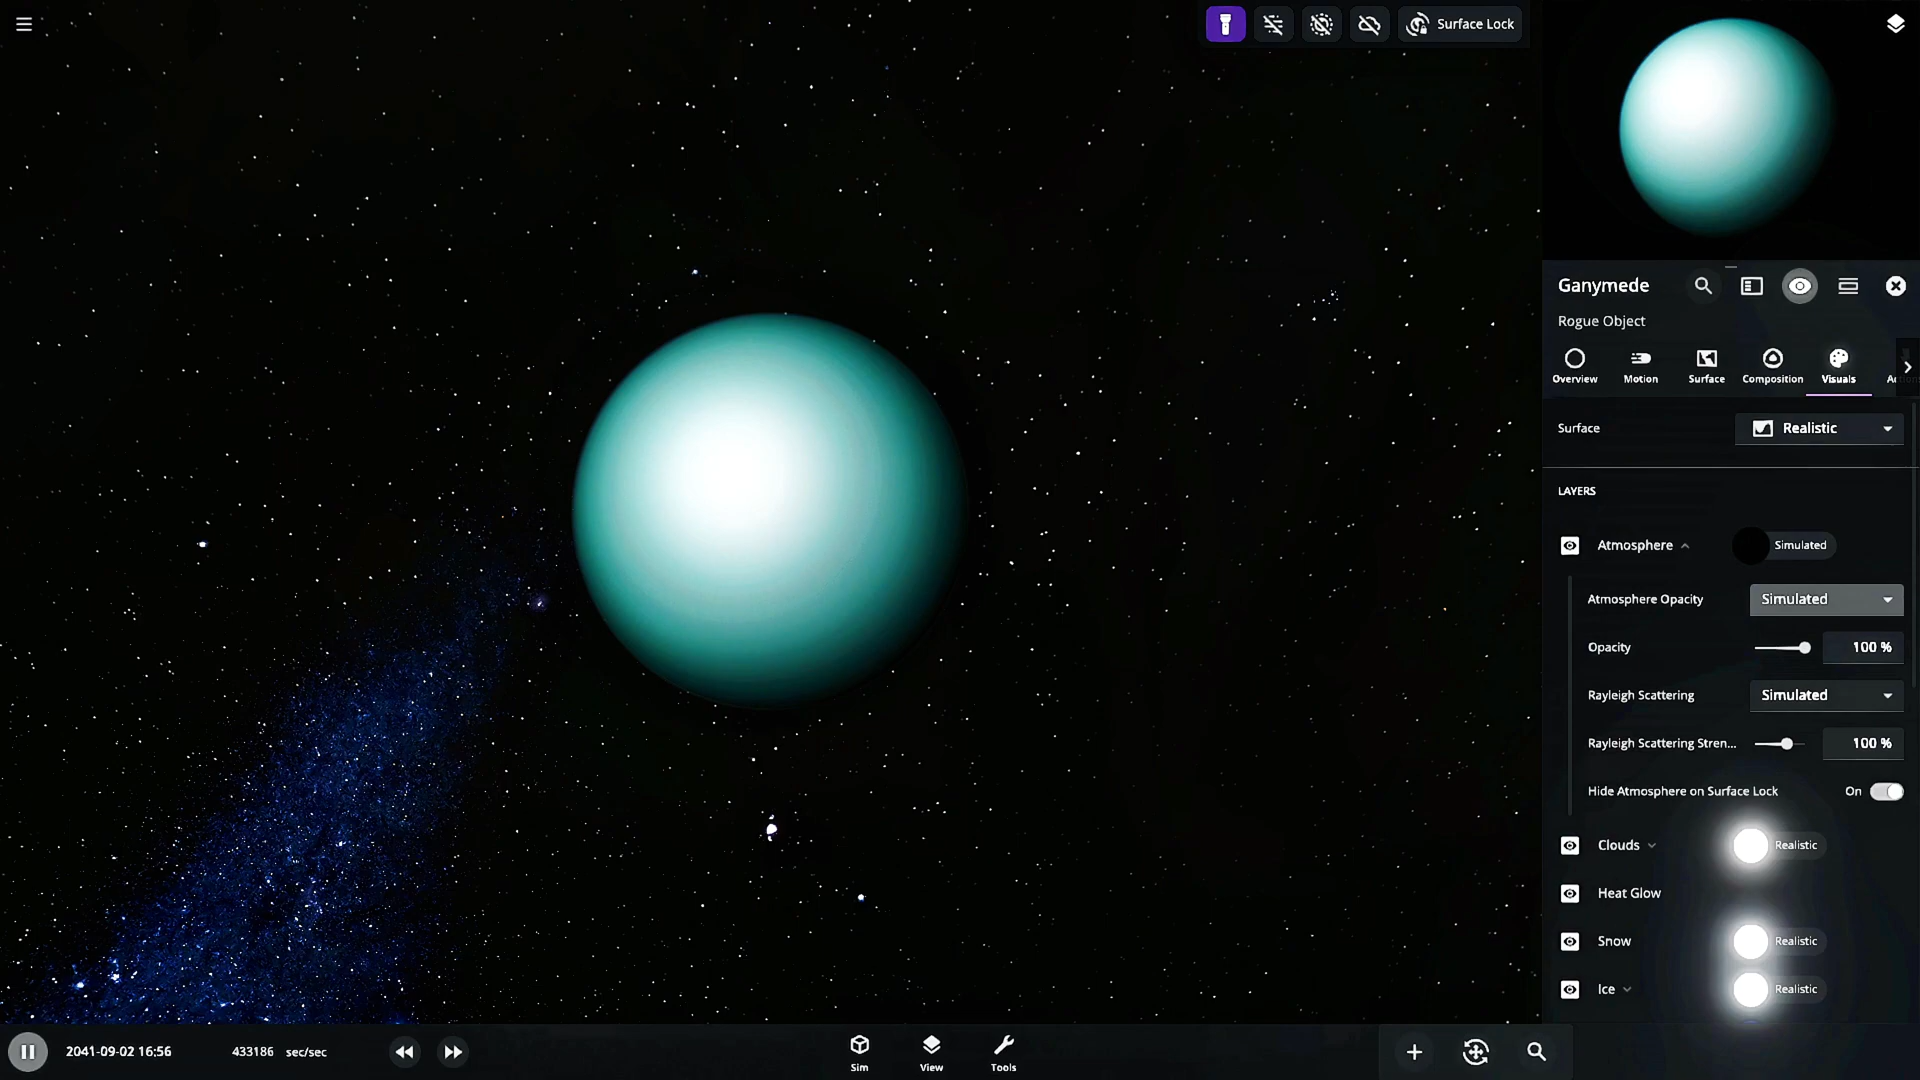 Surface Lock
Ganymede
Rogue Object
Overview
Motion
Surface
Composition
Visuals
Surface
Realistic
LAYERS
Atmosphere
Simulated
Atmosphere Opacity
Simulated
Opacity
100 %
Rayleigh Scattering
Simulated
Rayleigh Scattering Stren...
100 %
Hide Atmosphere on Surface Lock
On
Clouds
Realistic
Heat Glow
Snow
Realistic
Ice
Realistic
2041-09-02 16:56
433186 sec/sec
Sim
View
Tools